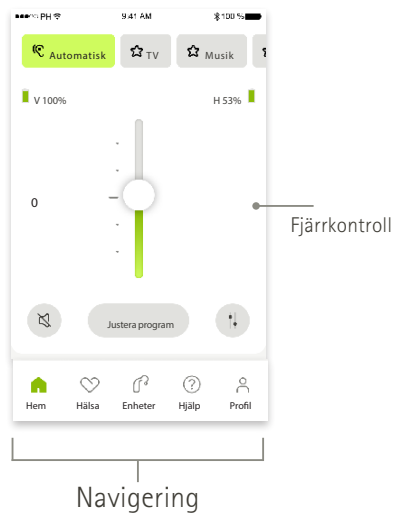 PH 9:41 AM 100 %
Automatisk TV Musik
V 100% H 53%
0
Fjärrkontroll
Justera program
Hem Hälsa Enheter Hjälp Profil
Navigering